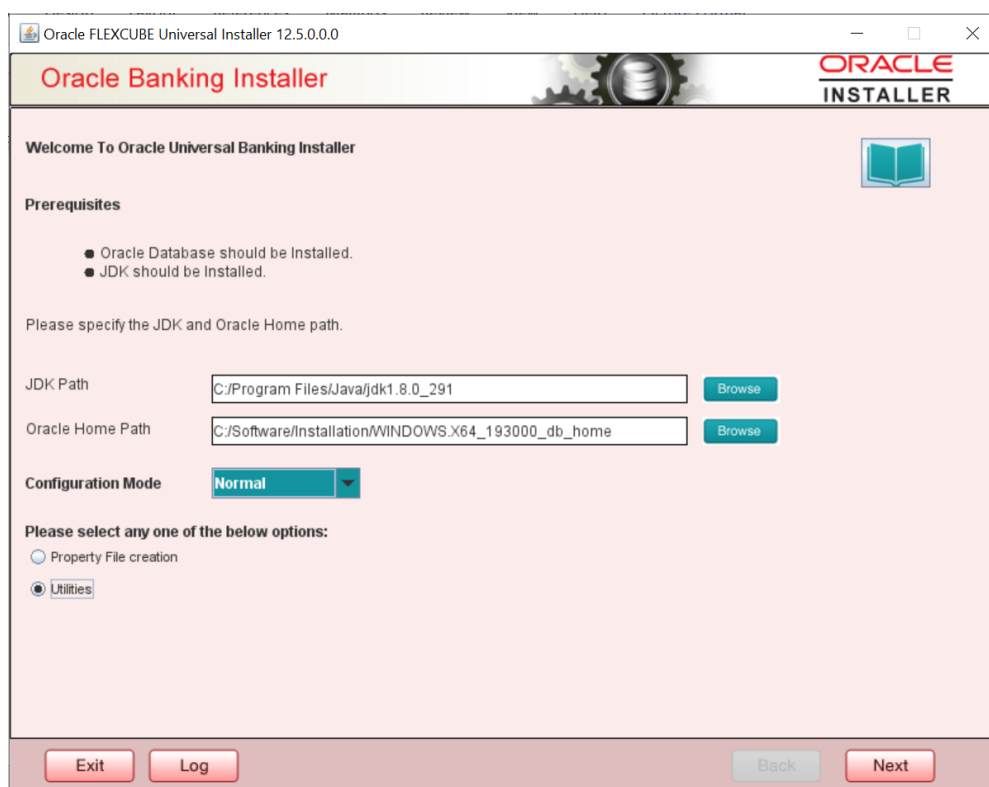 Oracle FLEXCUBE Universal Installer 12.5.0.0.0
Oracle Banking Installer
ORACLE
INSTALLER
Welcome To Oracle Universal Banking Installer
Prerequisites
Oracle Database should be Installed.
JDK should be Installed.
Please specify the JDK and Oracle Home path.
JDK Path
C:/Program Files/Java/jdk1.8.0_291
Browse
Oracle Home Path
C:/Software/Installation/WINDOWS.X64_193000_db_home
Browse
Configuration Mode
Normal
Please select any one of the below options:
Property File creation
Utilities
Exit
Log
Back
Next